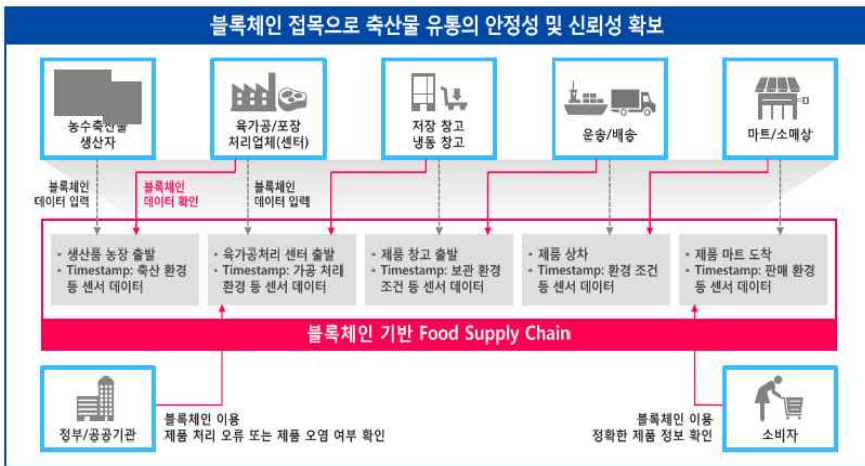 블록체인 접목으로 축산물 유통의 안정성 및 신뢰성 확보
농수축산물
생산자
육가공/포장
처리업체(센터)
저장 창고
냉동 창고
운송/배송
마트/소매상
블록체인
데이터 입력
블록체인
데이터 확인
블록체인
데이터 입력
• 생산품 농장 출발
• Timestamp: 축산 환경
등 센서 데이터
• 육가공처리 센터 출발
• Timestamp: 가공 처리
환경 등 센서 데이터
• 제품 창고 출발
• Timestamp: 보관 환경
조건 등 센서 데이터
• 제품 상차
• Timestamp: 환경 조건
등 센서 데이터
• 제품 마트 도착
• Timestamp: 판매 환경
등 센서 데이터
블록체인 기반 Food Supply Chain
정부/공공기관
블록체인 이용
제품 처리 오류 또는 제품 오염 여부 확인
블록체인 이용
정확한 제품 정보 확인
소비자